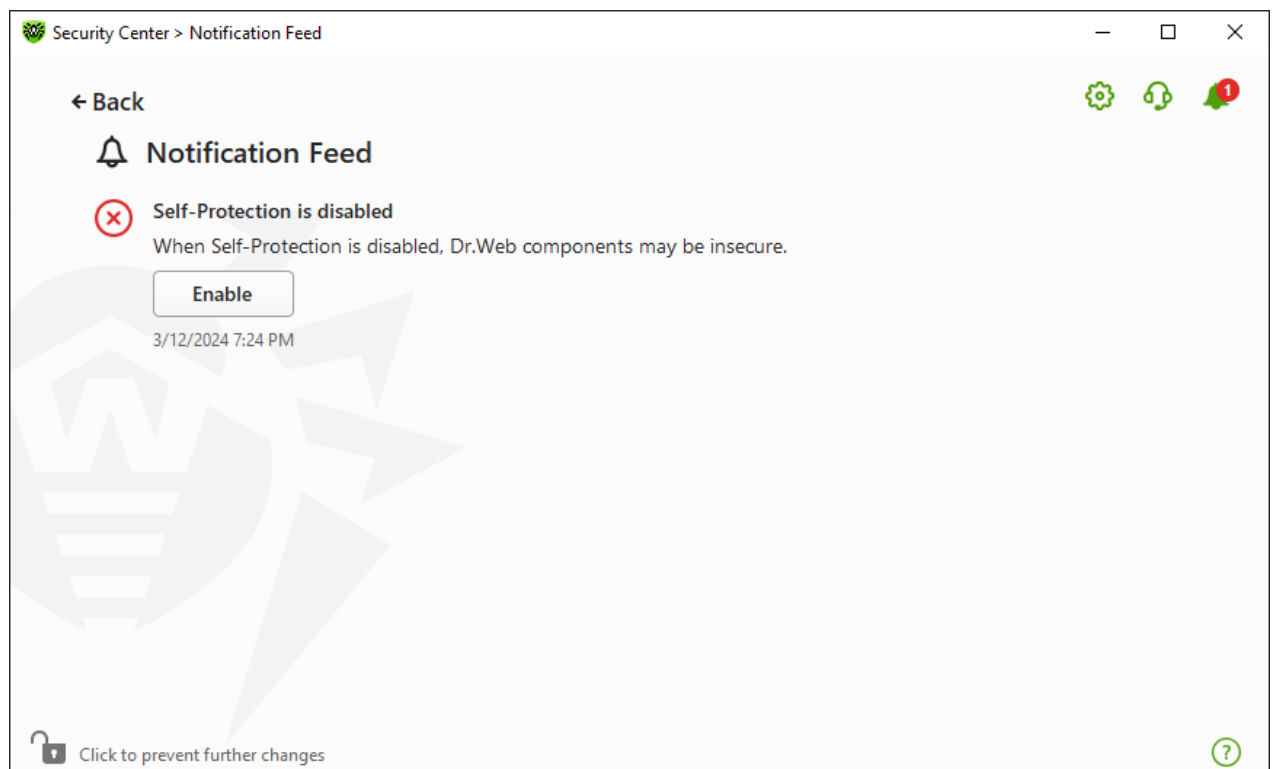 Security Center > Notification Feed
Back
1
Notification Feed
Self-Protection is disabled
When Self-Protection is disabled, Dr.Web components may be insecure.
Enable
3/12/2024 7:24 PM
W
Click to prevent further changes
?